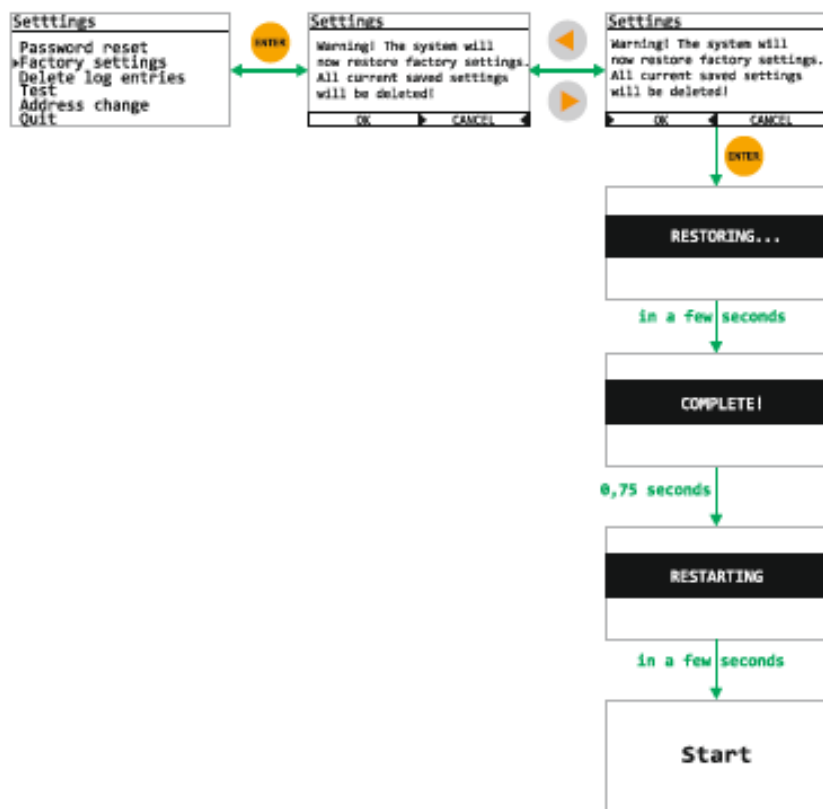 Setttings
Password reset
Factory settings
Delete log entries
Test
Address change
Quit
ENTER
Settings
Warning! The system will
now restore factory settings.
All current saved settings
will be deleted!
OK CANCEL
Settings
Warning! The system will
now restore factory settings.
All current saved settings
will be deleted!
OK CANCEL
ENTER
RESTORING...
in a few seconds
COMPLETE!
0,75 seconds
RESTARTING
in a few seconds
Start